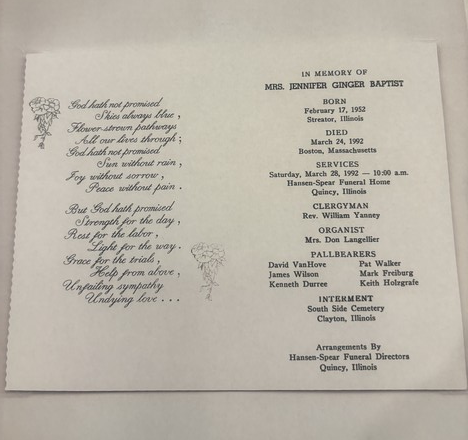 God hath not promised
Skies always blue,
Flower-strewn pathways
All our lives through;
God hath not promised
Sun without rain,
Joy without sorrow,
Peace without pain.
But God hath promised
Strength for the day,
Rest for the labor,
Light for the way.
Grace for the trials,
Help from above,
Unfailing sympathy
Undying love...
IN MEMORY OF
MRS. JENNIFER GINGER BAPTIST
BORN
February 17, 1952
Streator, Illinois
DIED
March 24, 1992
Boston, Massachusetts
SERVICES
Saturday, March 28, 1992 — 10:00 a.m.
Hansen-Spear Funeral Home
Quincy, Illinois
CLERGYMAN
Rev. William Yanney
ORGANIST
Mrs. Don Langellier
PALLBEARERS
David VanHove Pat Walker
James Wilson Mark Freiburg
Kenneth Durree Keith Holzgrafe
INTERMENT
South Side Cemetery
Clayton, Illinois
Arrangements By
Hansen-Spear Funeral Directors
Quincy, Illinois